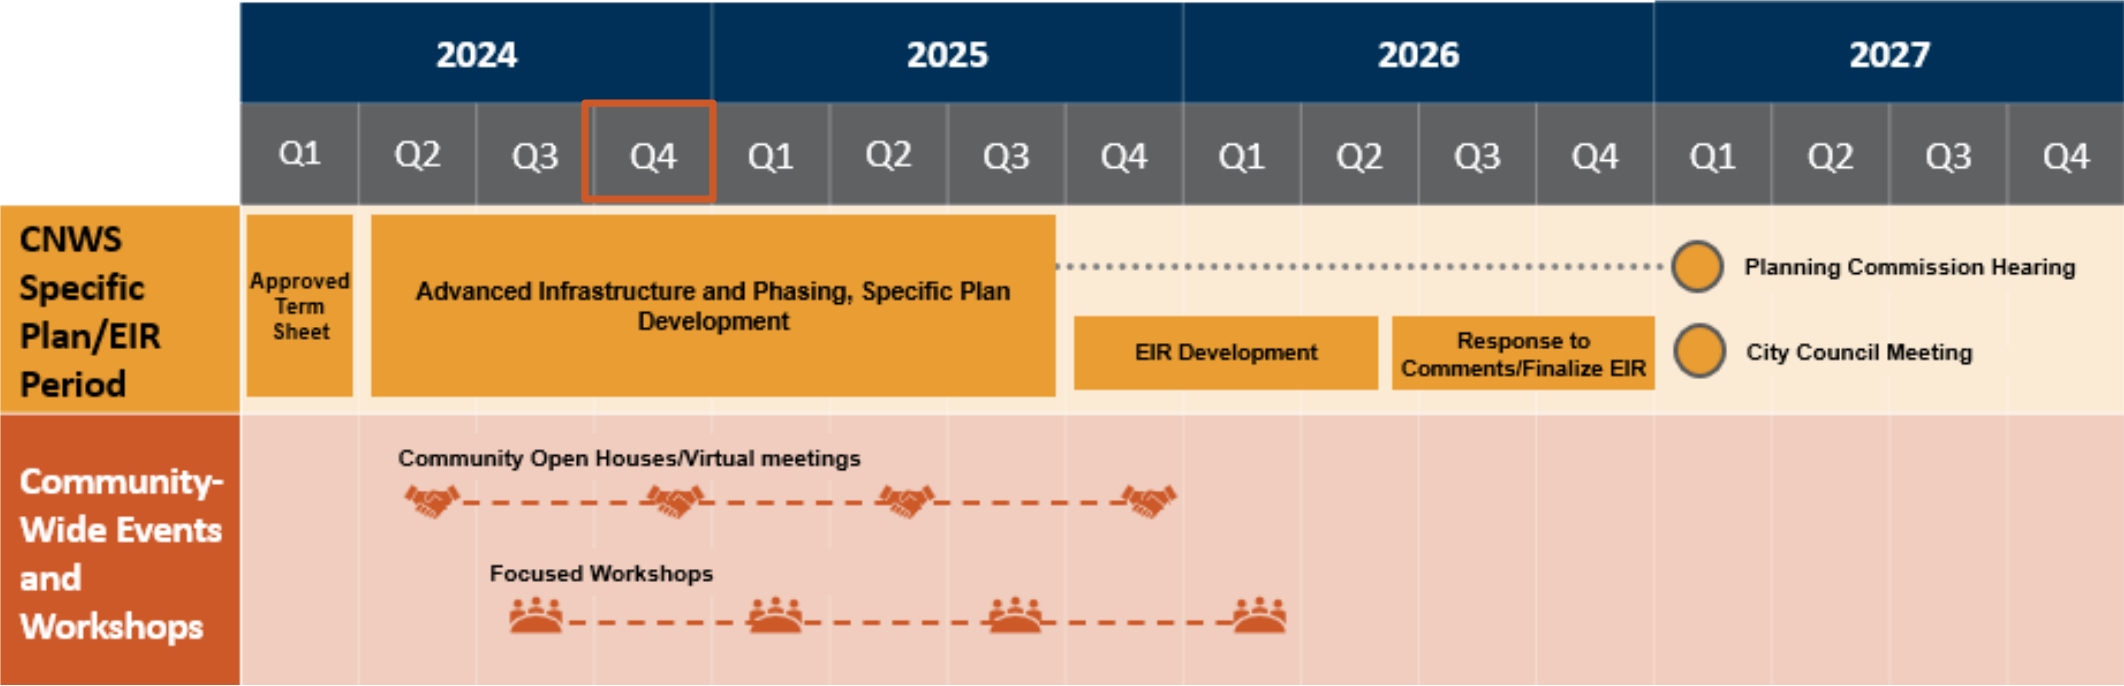 2024 2025 2026 2027
Q1 Q2 Q3 Q4 Q1 Q2 Q3 Q4 Q1 Q2 Q3 Q4 Q1 Q2 Q3 Q4
CNWS
Specific
Plan/EIR
Period
Approved
Term
Sheet
Advanced Infrastructure and Phasing, Specific Plan
Development
EIR Development
Response to
Comments/Finalize EIR
Planning Commission Hearing
City Council Meeting
Community-
Wide Events
and
Workshops
Community Open Houses/Virtual meetings
Focused Workshops